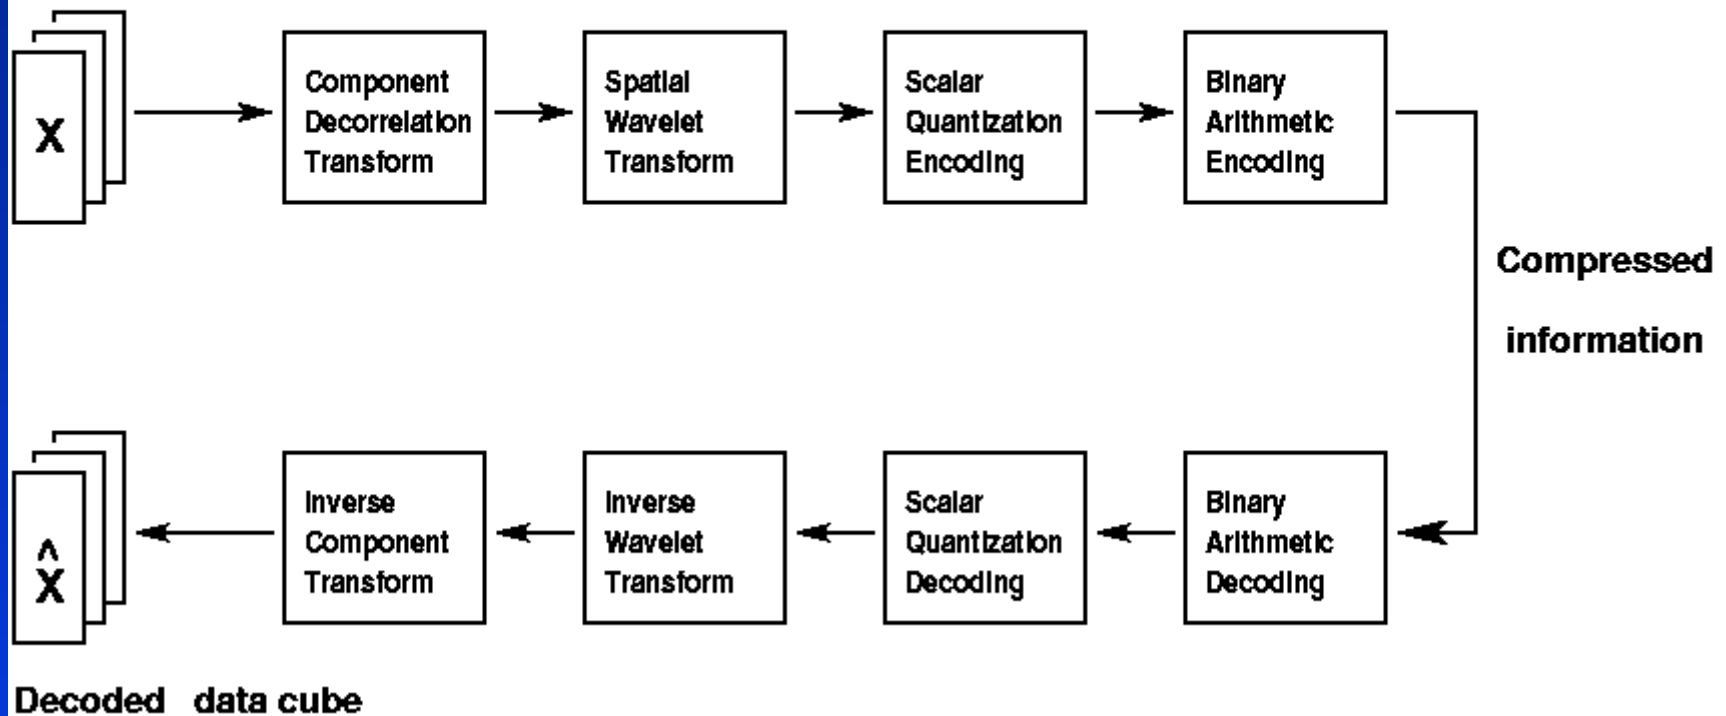 X
Component
Decorrelation
Transform
Spatial
Wavelet
Transform
Scalar
Quantization
Encoding
Binary
Arithmetic
Encoding
Compressed
information
Binary
Arithmetic
Decoding
Scalar
Quantization
Decoding
Inverse
Wavelet
Transform
Inverse
Component
Transform
X̂
Decoded data cube